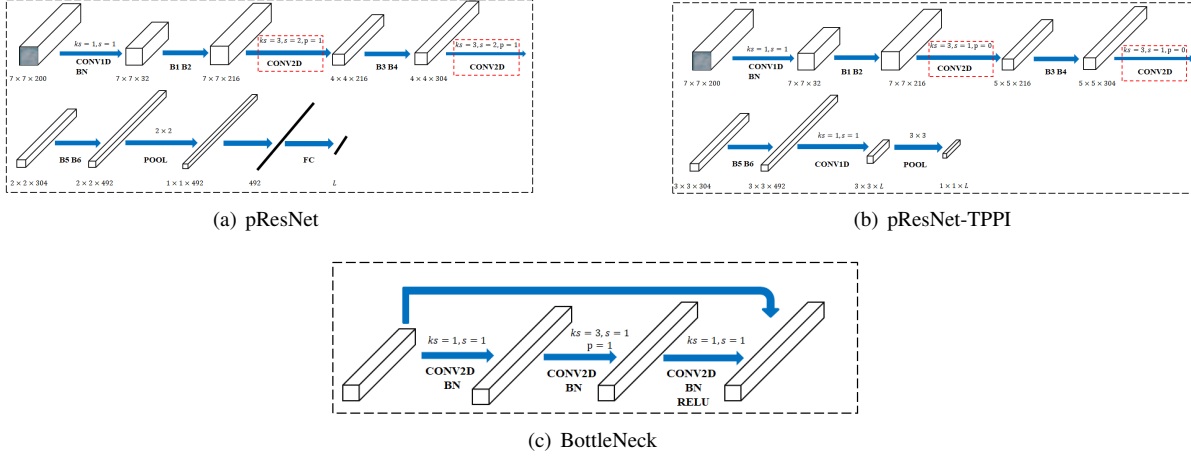 ks = 1, s = 1
CONV1D
BN
B1 B2
ks = 3, s = 2, p = 1
CONV2D
B3 B4
ks = 3, s = 2, p = 1
CONV2D
7 × 7 × 200
7 × 7 × 32
7 × 7 × 216
4 × 4 × 216
4 × 4 × 304
B5 B6
2 × 2
POOL
FC
2 × 2 × 304
2 × 2 × 492
1 × 1 × 492
492
L
(a) pResNet
ks = 1, s = 1
CONV1D
BN
B1 B2
ks = 3, s = 1, p = 0
CONV2D
B3 B4
ks = 3, s = 1, p = 0
CONV2D
7 × 7 × 200
7 × 7 × 32
7 × 7 × 216
5 × 5 × 216
5 × 5 × 304
B5 B6
ks = 1, s = 1
CONV1D
3 × 3
POOL
3 × 3 × 304
3 × 3 × 492
3 × 3 × L
1 × 1 × L
(b) pResNet-TPPI
ks = 1, s = 1
CONV2D
BN
ks = 3, s = 1
p = 1
CONV2D
BN
ks = 1, s = 1
CONV2D
BN
RELU
(c) BottleNeck